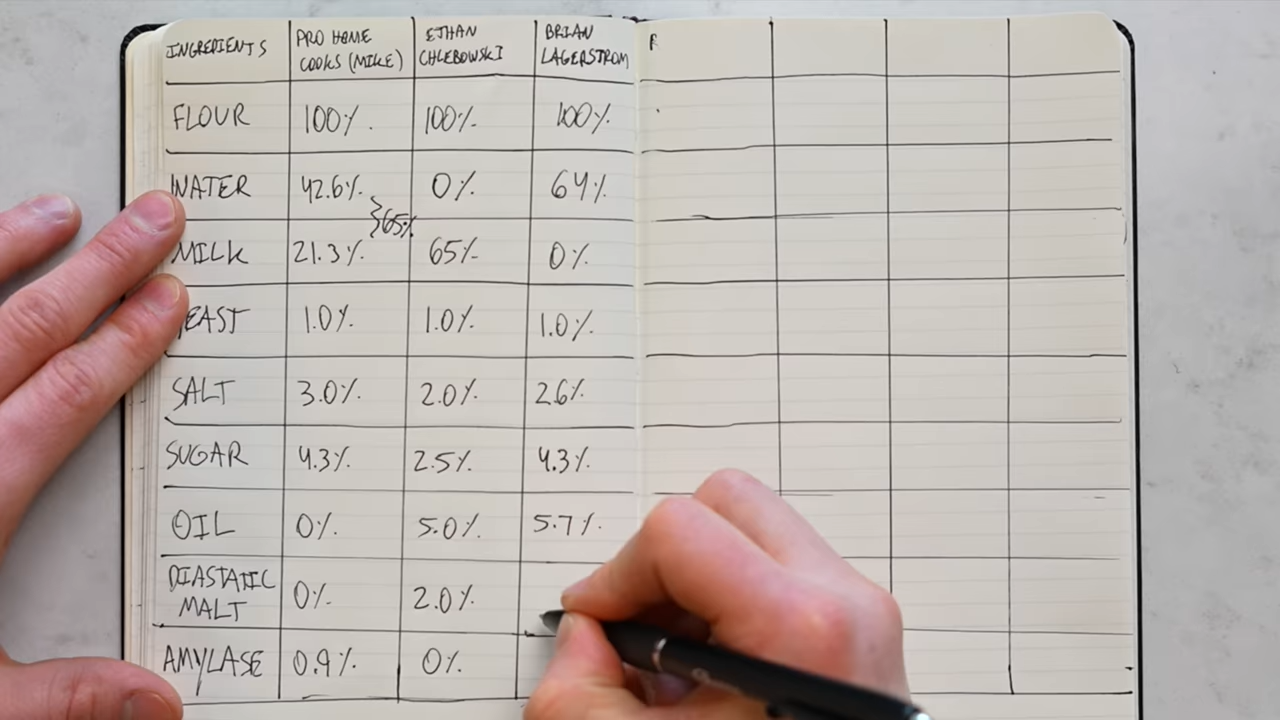 INGREDIENTS
PRO HOME
COOKS (MIKE)
ETHAN
CHLEBOWSKI
BRIAN
LAGERSTROM
FLOUR 100% 100% 100%
WATER 42.6% 0% 64%
}65%
MILK 21.3% 65% 0%
YEAST 1.0% 1.0% 1.0%
SALT 3.0% 2.0% 2.6%
SUGAR 4.3% 2.5% 4.3%
OIL 0% 5.0% 5.7%
DIASTATIC
MALT 0% 2.0%
AMYLASE 0.9% 0%